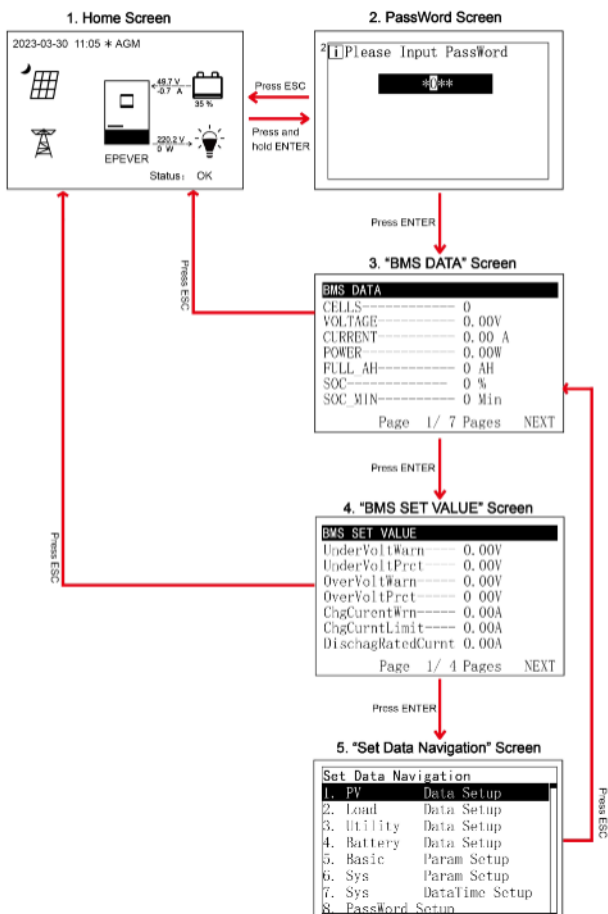 1. Home Screen
2. PassWord Screen
2023-03-30 11:05 * AGM
49.7 V
-0.7 A
35 %
220.2 V
0 W
EPEVER
Status: OK
Press ESC
Press and
hold ENTER
2 i Please Input PassWord
*0**
Press ENTER
3. "BMS DATA" Screen
BMS DATA
CELLS------------ 0
VOLTAGE---------- 0.00V
CURRENT---------- 0.00 A
POWER------------ 0.00W
FULL_AH---------- 0 AH
SOC-------------- 0 %
SOC_MIN---------- 0 Min
Page 1/ 7 Pages NEXT
Press ESC
Press ENTER
4. "BMS SET VALUE" Screen
BMS SET VALUE
UnderVoltWarn---- 0.00V
UnderVoltPrct---- 0.00V
OverVoltWarn----- 0.00V
OverVoltPrct----- 0.00V
ChgCurentWrn----- 0.00A
ChgCurntLimit---- 0.00A
DischagRatedCurnt 0.00A
Page 1/ 4 Pages NEXT
Press ESC
Press ENTER
5. "Set Data Navigation" Screen
Set Data Navigation
1. PV Data Setup
2. Load Data Setup
3. Utility Data Setup
4. Battery Data Setup
5. Basic Param Setup
6. Sys Param Setup
7. Sys DataTime Setup
8. PassWord Setup
Press ESC